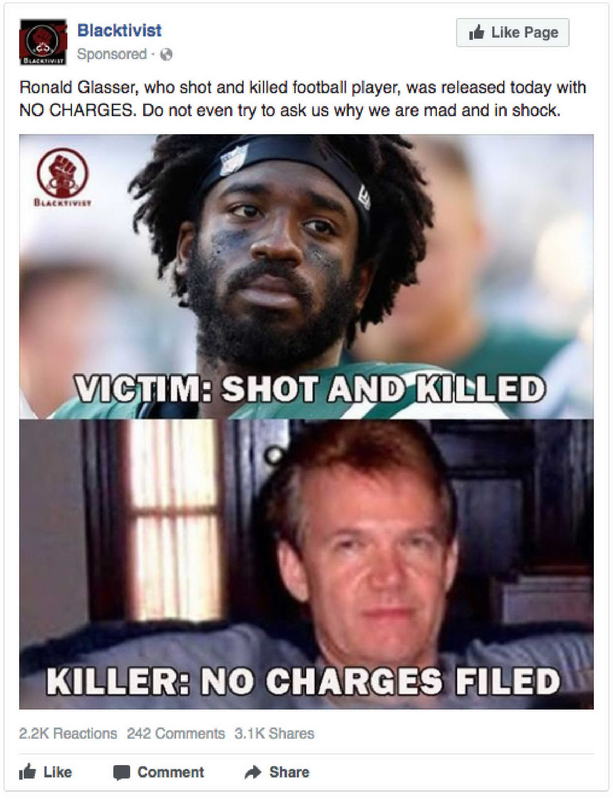 Blacktivist
Sponsored ·
BLACKTIVIST
Like Page
Ronald Glasser, who shot and killed football player, was released today with
NO CHARGES. Do not even try to ask us why we are mad and in shock.
BLACKTIVIST
NFL
VICTIM: SHOT AND KILLED
KILLER: NO CHARGES FILED
2.2K Reactions 242 Comments 3.1K Shares
Like Comment Share